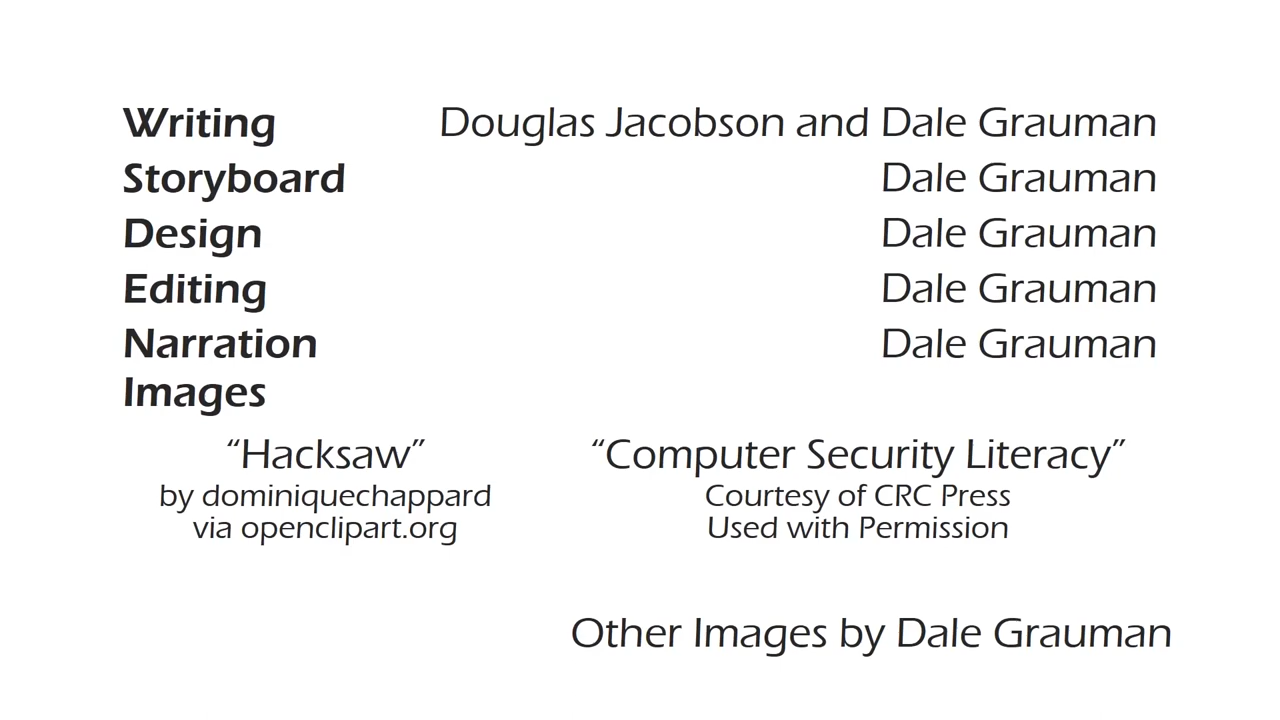 Writing Douglas Jacobson and Dale Grauman
Storyboard Dale Grauman
Design Dale Grauman
Editing Dale Grauman
Narration Dale Grauman
Images
“Hacksaw”
by dominiquechappard
via openclipart.org
“Computer Security Literacy”
Courtesy of CRC Press
Used with Permission
Other Images by Dale Grauman